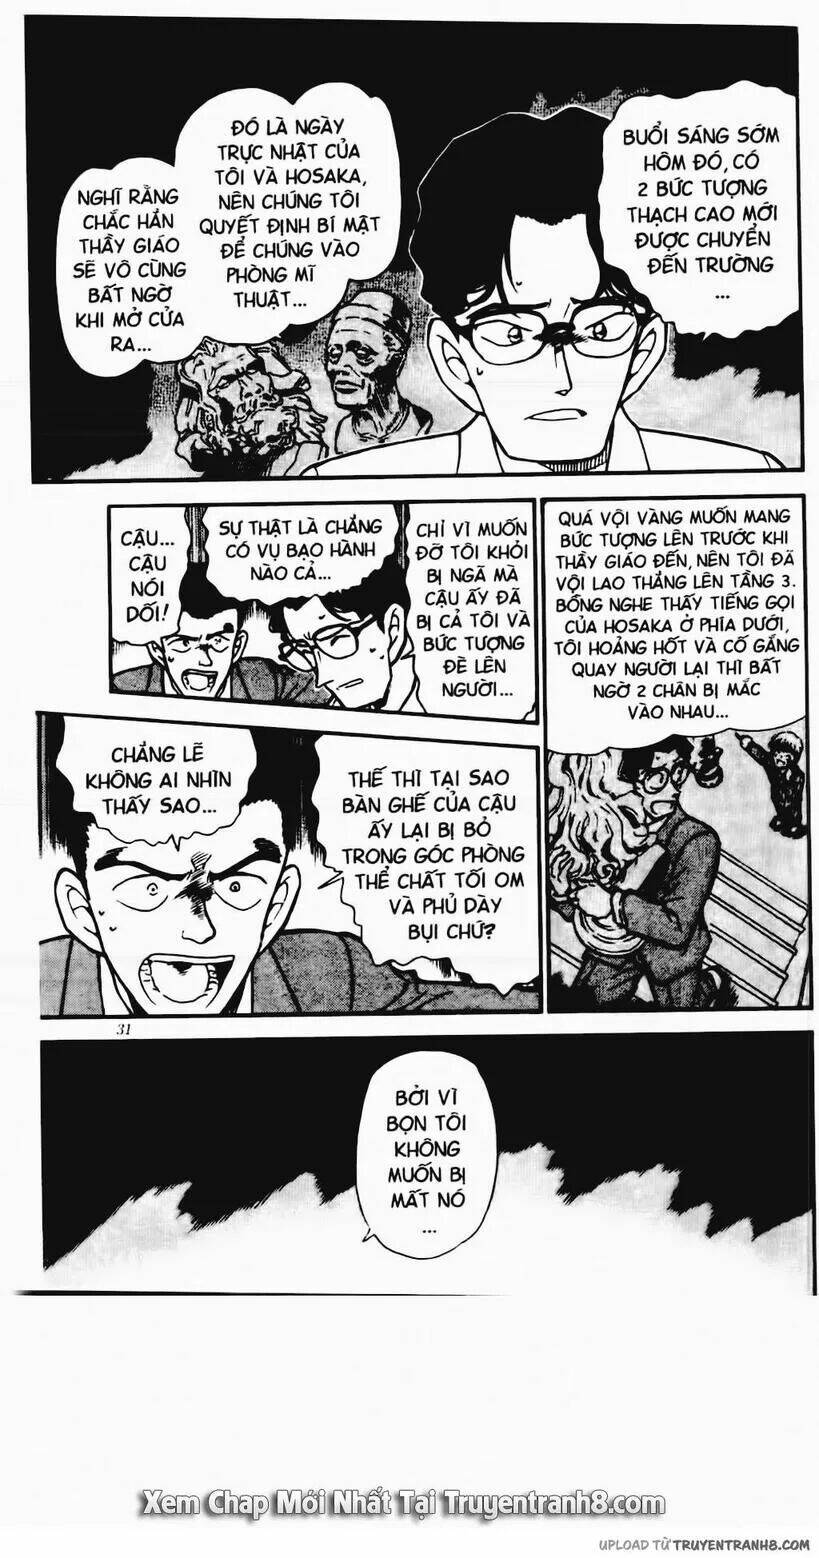 BUỔI SÁNG SỚM
HÔM ĐÓ, CÓ
2 BỨC TƯỢNG
THẠCH CAO MỚI
ĐƯỢC CHUYỂN
ĐẾN TRƯỜNG
...
ĐÓ LÀ NGÀY
TRỰC NHẬT CỦA
TÔI VÀ HOSAKA,
NÊN CHÚNG TÔI
QUYẾT ĐỊNH BÍ MẬT
ĐỂ CHÚNG VÀO
PHÒNG MĨ
THUẬT...
NGHĨ RẰNG
CHẮC HẲN
THẦY GIÁO
SẼ VÔ CÙNG
BẤT NGỜ
KHI MỞ CỬA
RA...
QUÁ VỘI VÀNG MUỐN MANG
BỨC TƯỢNG LÊN TRƯỚC KHI
THẦY GIÁO ĐẾN, NÊN TÔI ĐÃ
VỘI LAO THẲNG LÊN TẦNG 3.
BỖNG NGHE THẤY TIẾNG GỌI
CỦA HOSAKA Ở PHÍA DƯỚI,
TÔI HOẢNG HỐT VÀ CỐ GẮNG
QUAY NGƯỜI LẠI THÌ BẤT
NGỜ 2 CHÂN BỊ MẮC
VÀO NHAU...
CHỈ VÌ MUỐN
ĐỠ TÔI KHỎI
BỊ NGÃ MÀ
CẬU ẤY ĐÃ
BỊ CẢ TÔI VÀ
BỨC TƯỢNG
ĐÈ LÊN
NGƯỜI...
SỰ THẬT LÀ CHẲNG
CÓ VỤ BẠO HÀNH
NÀO CẢ...
CẬU...
CẬU
NÓI
DỐI!
THẾ THÌ TẠI SAO
BÀN GHẾ CỦA CẬU
ẤY LẠI BỊ BỎ
TRONG GÓC PHÒNG
THỂ CHẤT TỐI OM
VÀ PHỦ DÀY
BỤI CHỨ?
CHẲNG LẼ
KHÔNG AI NHÌN
THẤY SAO...
31
BỞI VÌ
BỌN TÔI
KHÔNG
MUỐN BỊ
MẤT NÓ
...
Xem Chap Mới Nhất Tại Truyentranh8.com
UPLOAD TỪ TRUYENTRANH8.COM